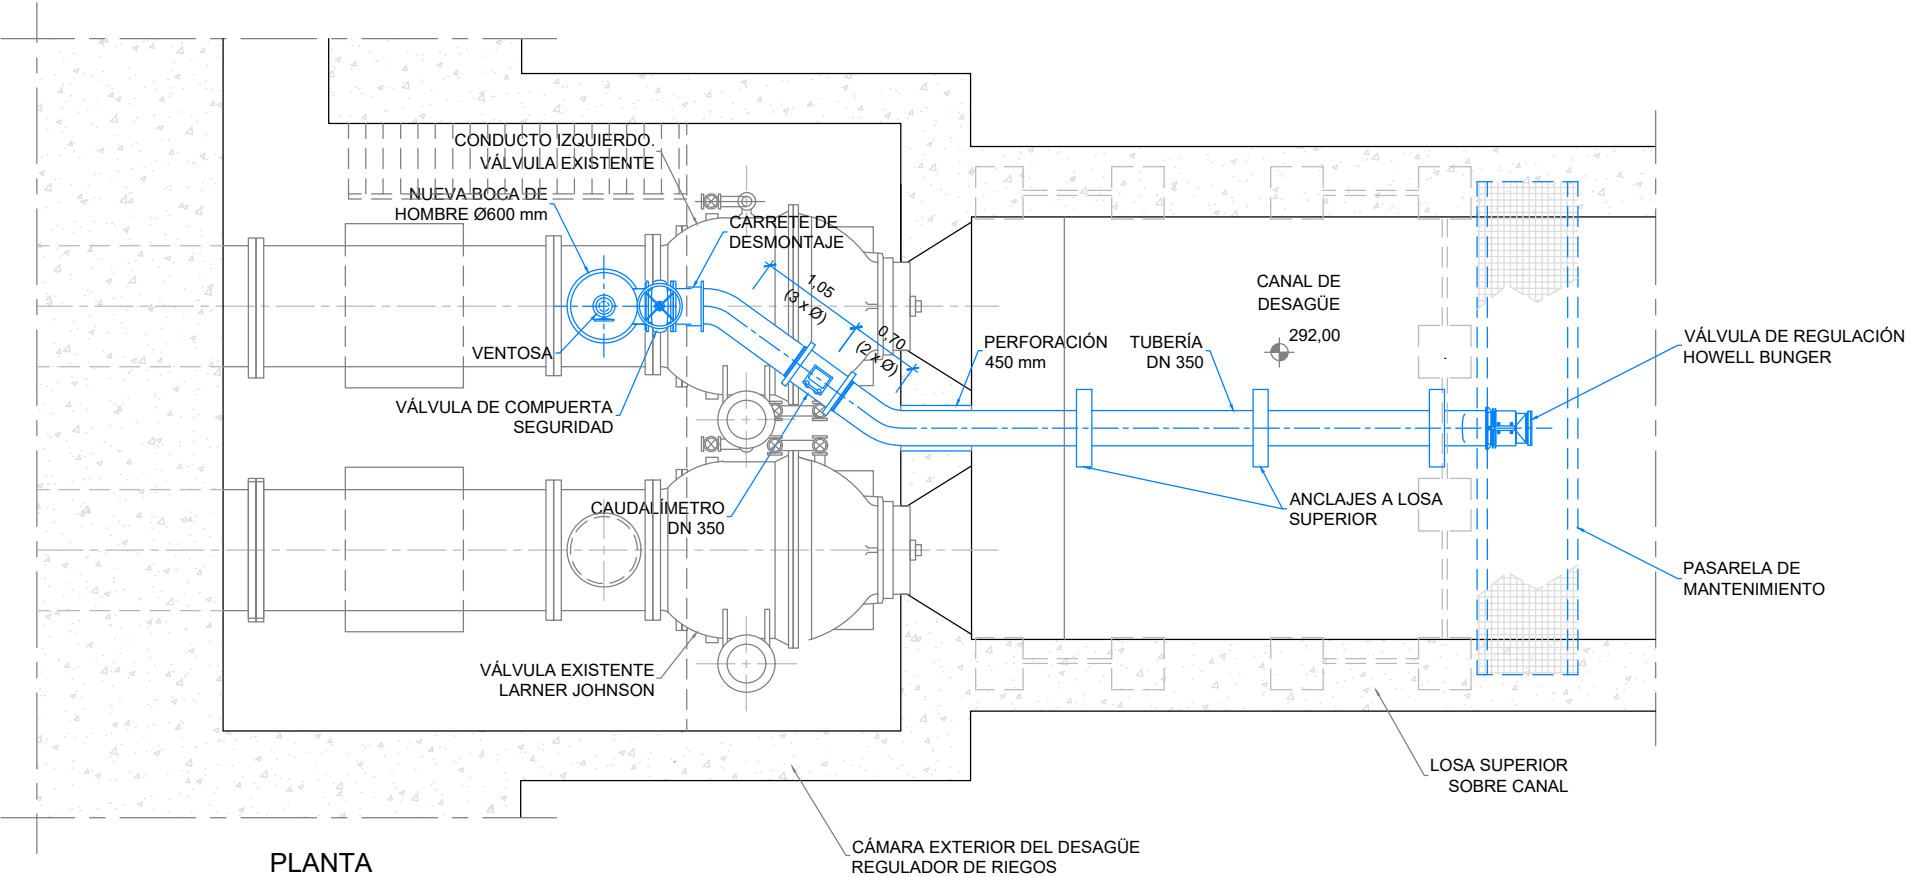 CONDUCTO IZQUIERDO.
VÁLVULA EXISTENTE
NUEVA BOCA DE
HOMBRE Ø600 mm
CARRETE DE
DESMONTAJE
1,05
(3 x Ø)
0,70
(2 x Ø)
CANAL DE
DESAGÜE
292,00
PERFORACIÓN
450 mm
TUBERÍA
DN 350
VÁLVULA DE REGULACIÓN
HOWELL BUNGER
VENTOSA
VÁLVULA DE COMPUERTA
SEGURIDAD
CAUDALÍMETRO
DN 350
ANCLAJES A LOSA
SUPERIOR
PASARELA DE
MANTENIMIENTO
VÁLVULA EXISTENTE
LARNER JOHNSON
LOSA SUPERIOR
SOBRE CANAL
CÁMARA EXTERIOR DEL DESAGÜE
REGULADOR DE RIEGOS
PLANTA